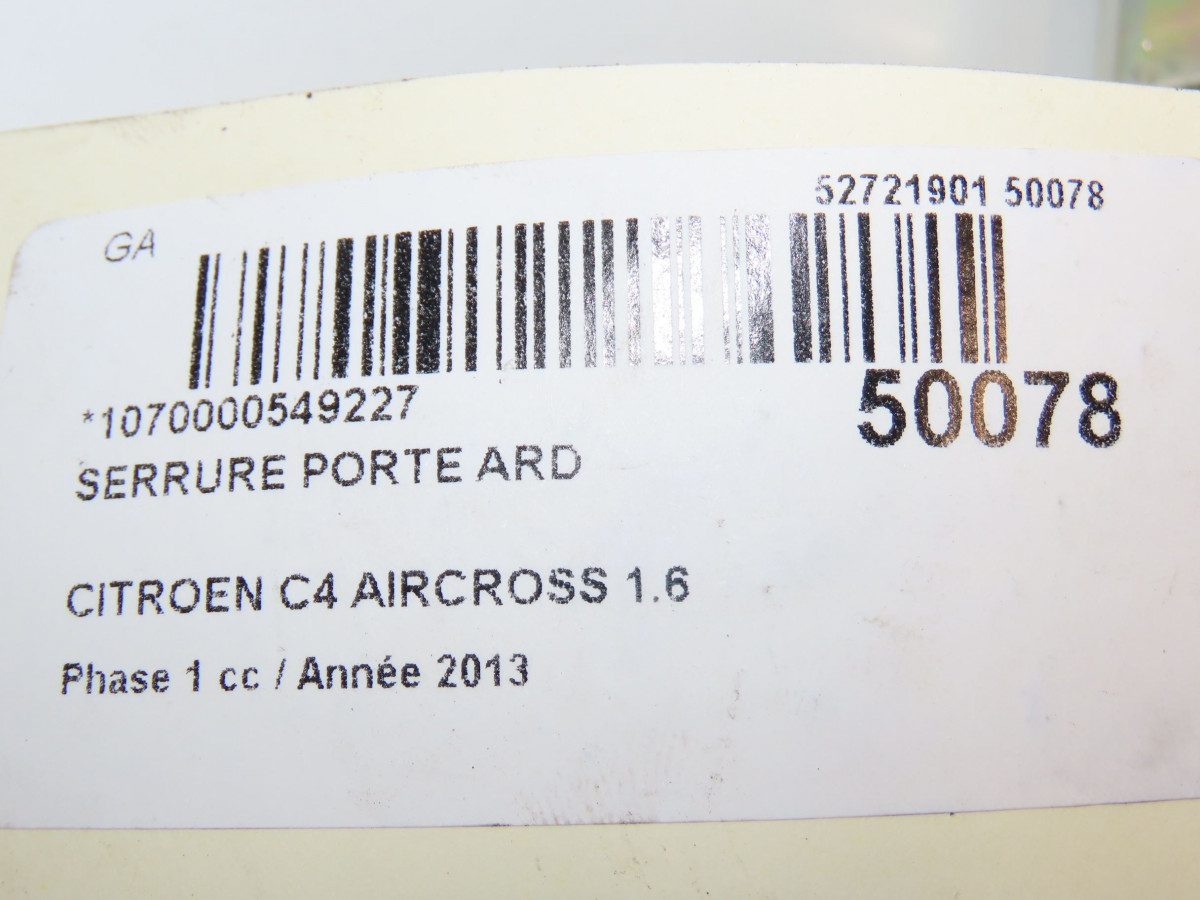 52721901 50078
GA
*1070000549227
50078
SERRURE PORTE ARD
CITROEN C4 AIRCROSS 1.6
Phase 1 cc / Année 2013